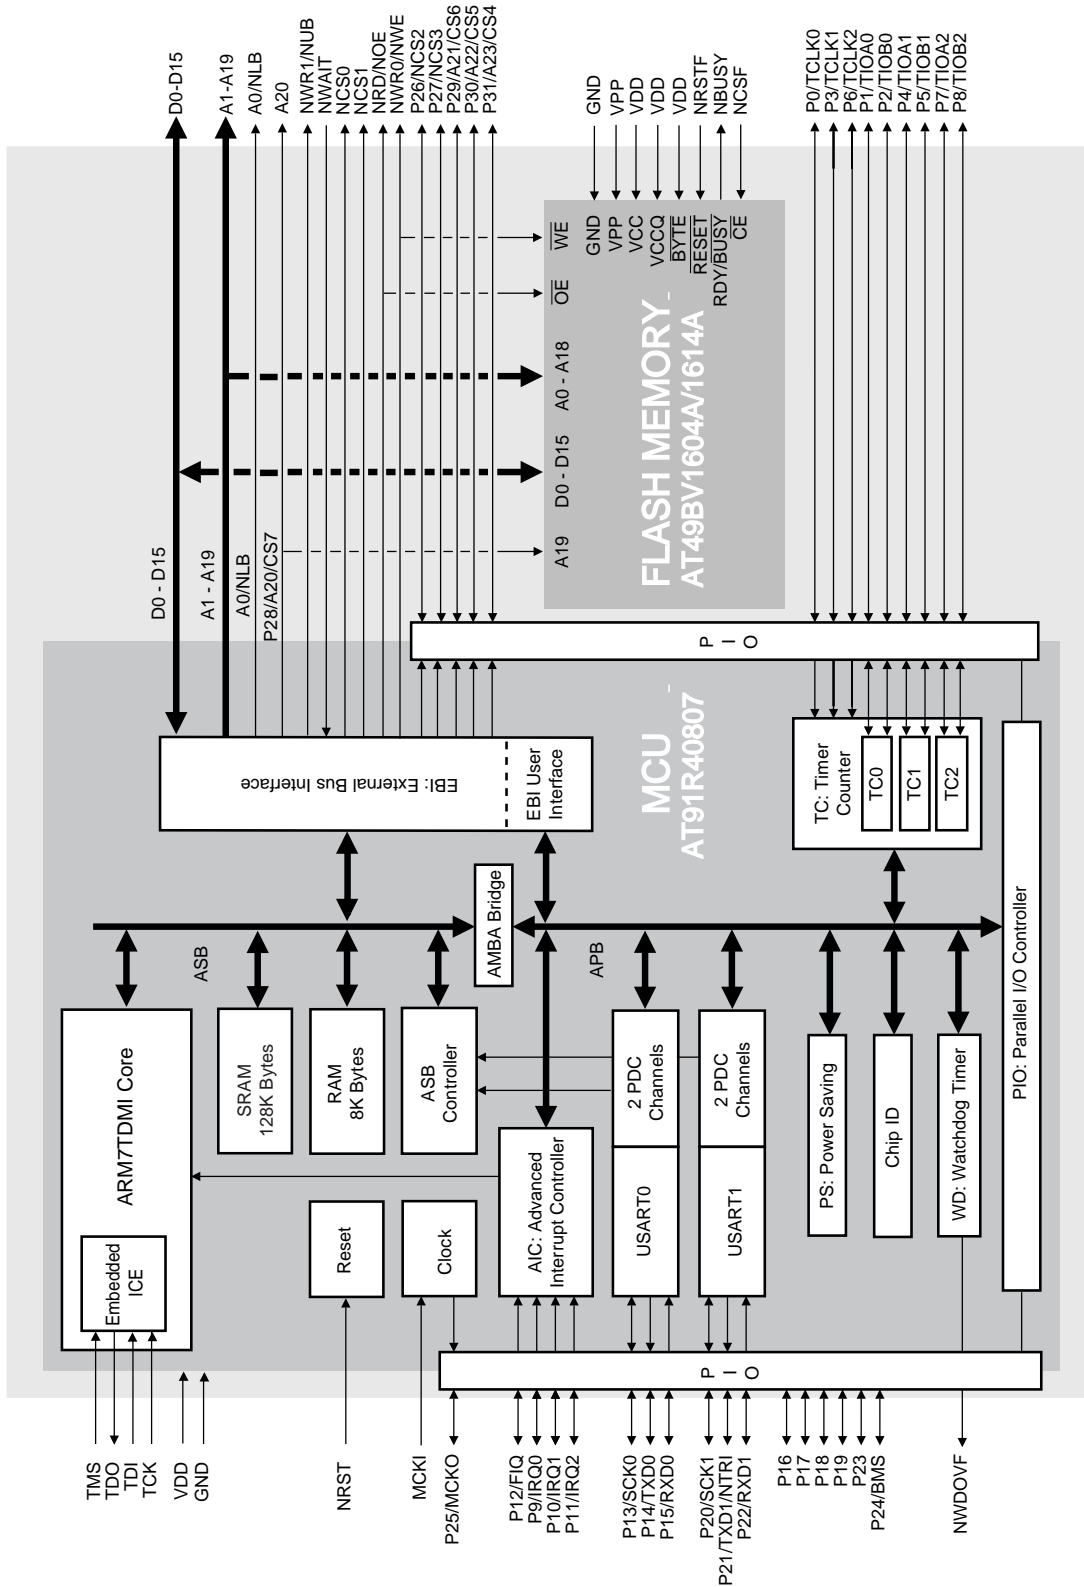 TMS
TDO
TDI
TCK
VDD
GND
NRST
MCKI
P25/MCKO
P12/FIQ
P9/IRQ0
P10/IRQ1
P11/IRQ2
P13/SCK0
P14/TXD0
P15/RXD0
P20/SCK1
P21/TXD1/NTRI
P22/RXD1
P16
P17
P18
P19
P23
P24/BMS
NWDOVF
PIO
Embedded
ICE
ARM7TDMI Core
Reset
Clock
AIC: Advanced
Interrupt Controller
USART0
USART1
SRAM
128K Bytes
RAM
8K Bytes
ASB
Controller
2 PDC
Channels
2 PDC
Channels
PS: Power Saving
Chip ID
WD: Watchdog Timer
PIO: Parallel I/O Controller
ASB
AMBA Bridge
APB
EBI: External Bus Interface
EBI User
Interface
TC: Timer
Counter
TC0
TC1
TC2
MCU
AT91R40807
PIO
D0 - D15
A1 - A19
A0/NLB
P28/A20/CS7
A19
D0 - D15
A0 - A18
OE
WE
FLASH MEMORY
AT49BV1604A/1614A
GND
VPP
VCC
VCCQ
BYTE
RESET
RDY/BUSY
CE
D0-D15
A1-A19
A0/NLB
A20
NWR1/NUB
NWAIT
NCS0
NCS1
NRD/NOE
NWR0/NWE
P26/NCS2
P27/NCS3
P29/A21/CS6
P30/A22/CS5
P31/A23/CS4
GND
VPP
VDD
VDD
VDD
NRSTF
NBUSY
NCSF
P0/TCLK0
P3/TCLK1
P6/TCLK2
P1/TIOA0
P2/TIOB0
P4/TIOA1
P5/TIOB1
P7/TIOA2
P8/TIOB2